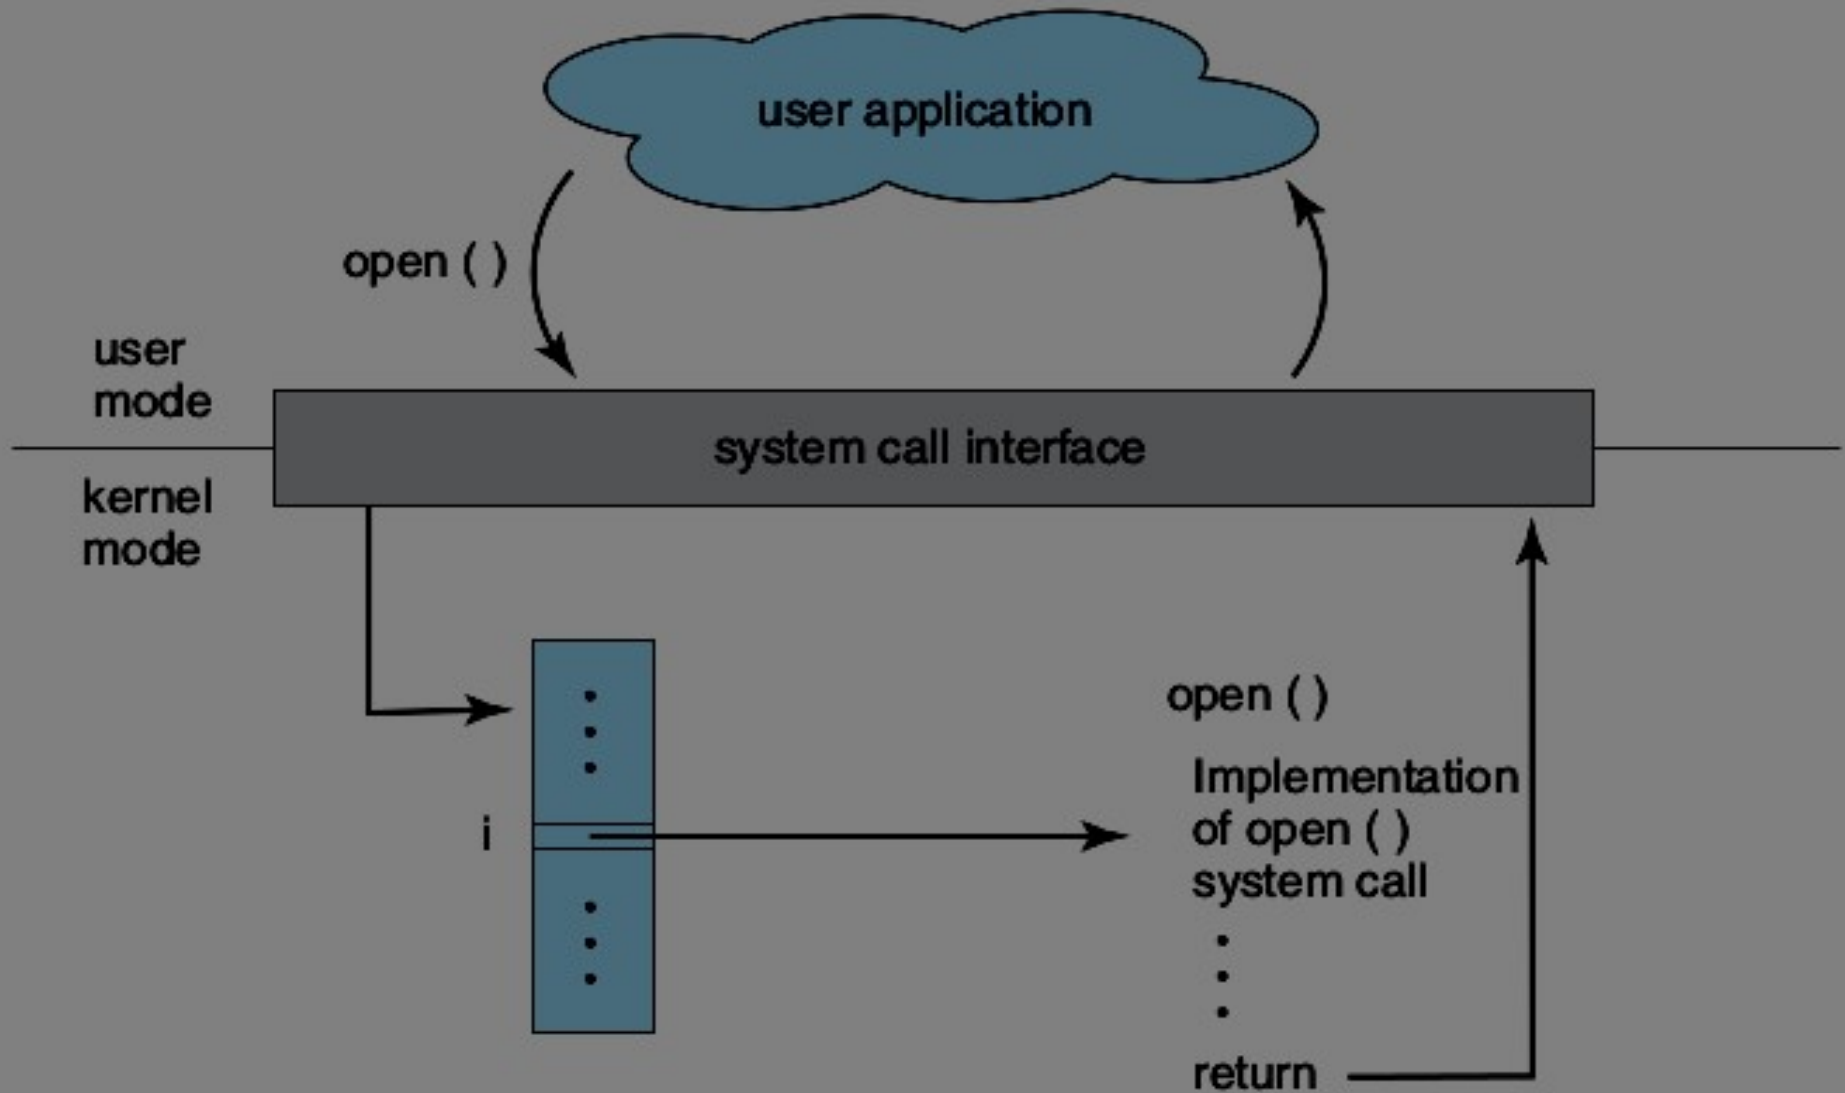 user application
open ( )
user
mode
system call interface
kernel
mode
open ( )
Implementation
of open ( )
system call
i
return